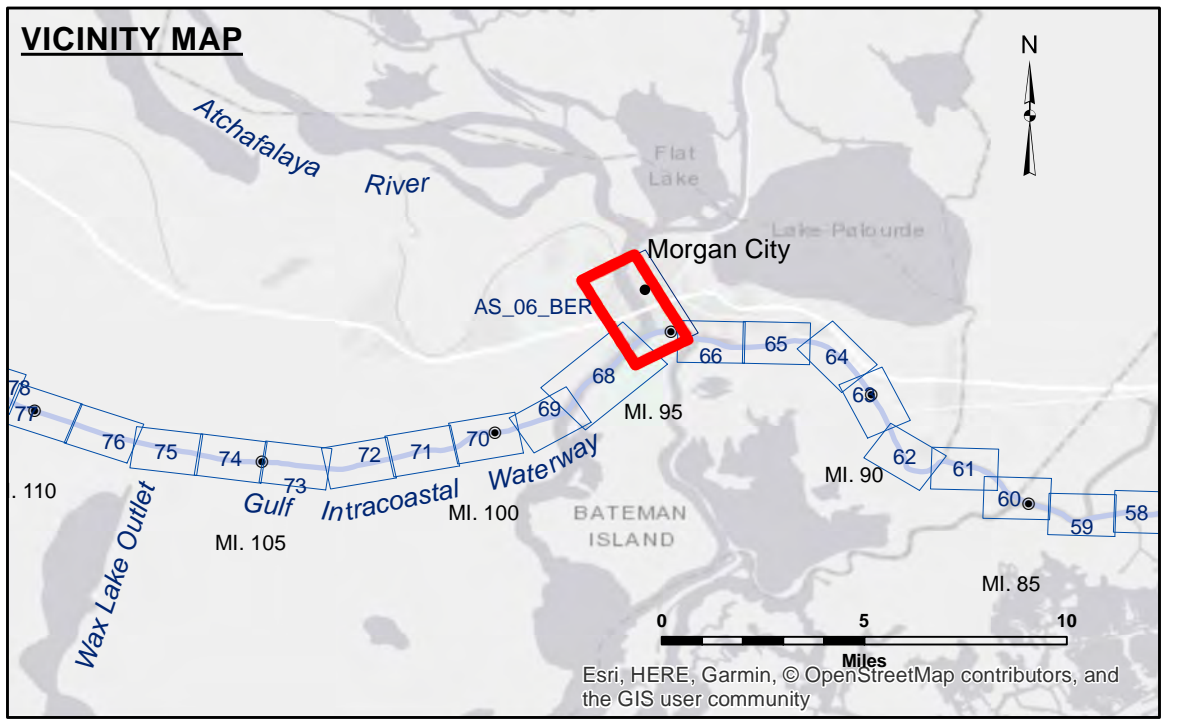 VICINITY MAP
N
Atchafalaya
River
Flat
Lake
Lake Palourde
Morgan City
AS_06_BER
66
65
64
63
62
61
60
59
58
68
69
70
71
72
73
74
75
76
77
78
MI. 95
MI. 90
MI. 85
MI. 100
MI. 105
. 110
Gulf Intracoastal Waterway
Wax Lake Outlet
BATEMAN
ISLAND
0 5 10
Miles
Esri, HERE, Garmin, © OpenStreetMap contributors, and
the GIS user community